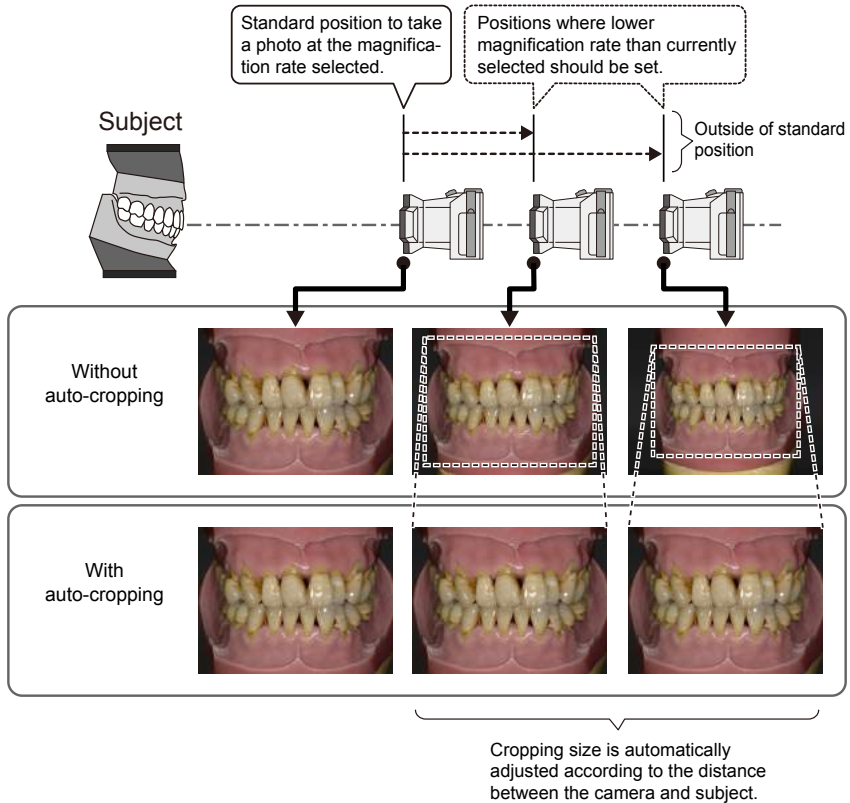 Standard position to take
a photo at the magnifica-
tion rate selected.
Positions where lower
magnification rate than currently
selected should be set.
Subject
Outside of standard
position
Without
auto-cropping
With
auto-cropping
Cropping size is automatically
adjusted according to the distance
between the camera and subject.